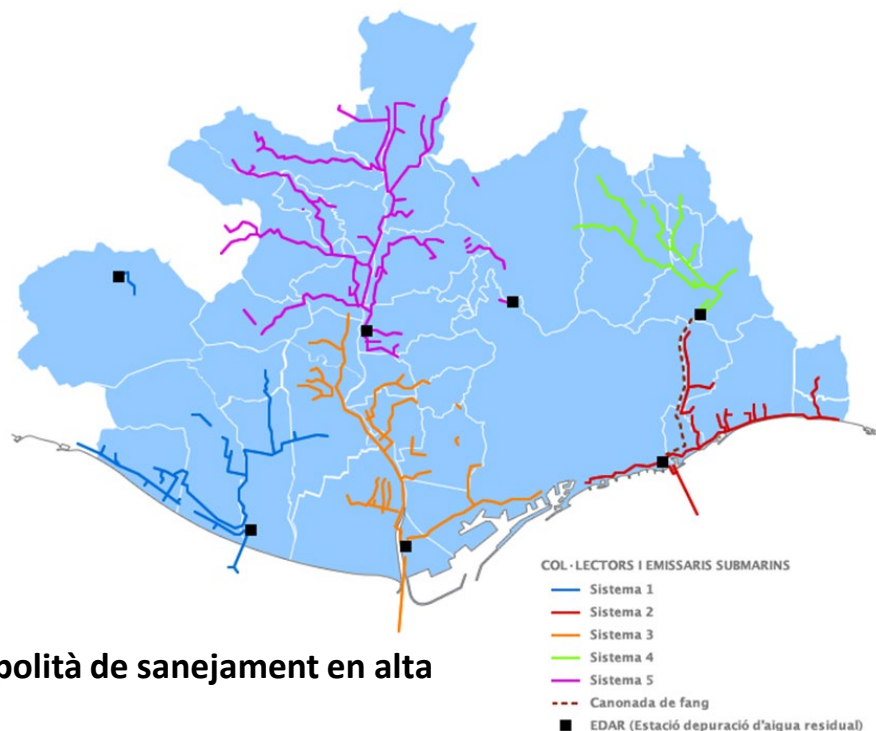 COL·LECTORS I EMISSARIS SUBMARINS
Sistema 1
Sistema 2
Sistema 3
Sistema 4
Sistema 5
Canonada de fang
EDAR (Estació depuració d'aigua residual)
polità de sanejament en alta